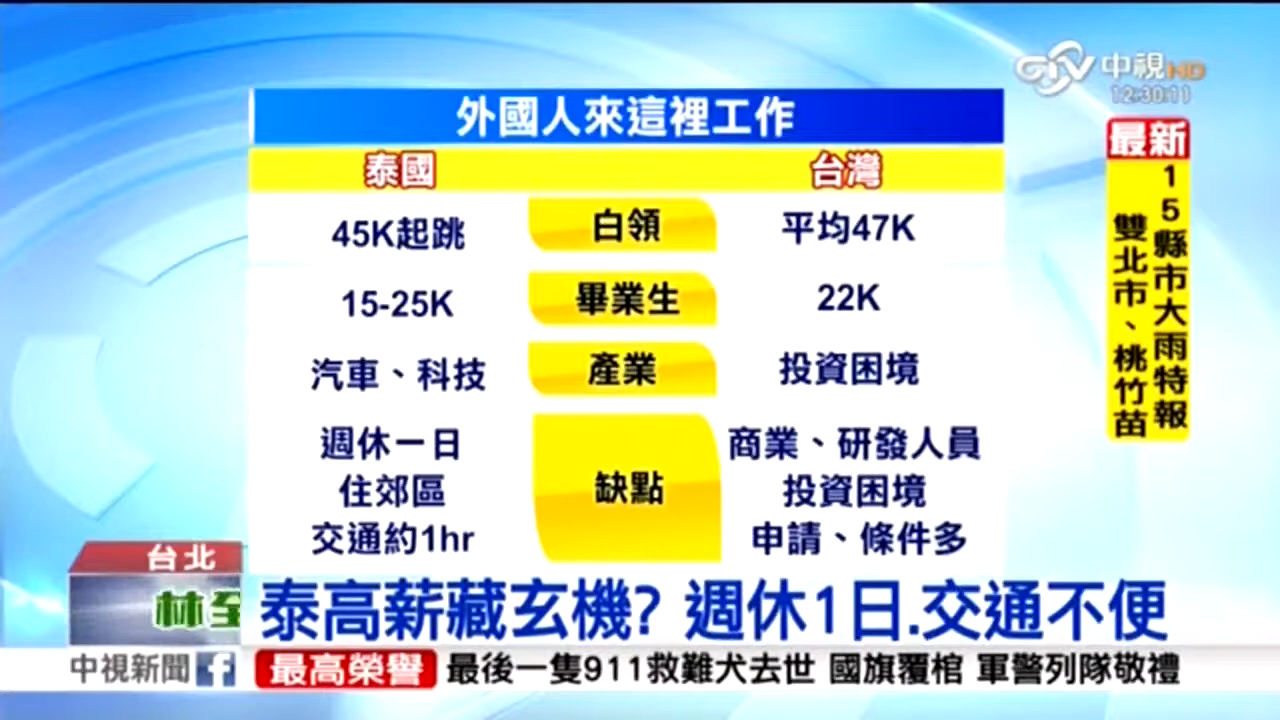 CTV 中視HD
12:30:11
外國人來這裡工作
泰國 台灣
45K起跳 白領 平均47K
15-25K 畢業生 22K
汽車、科技 產業 投資困境
週休一日 商業、研發人員
住郊區 缺點 投資困境
交通約1hr 申請、條件多
最新
15縣市大雨特報
雙北市、桃竹苗
台北
林至
泰高薪藏玄機? 週休1日.交通不便
中視新聞 f 最高榮譽 最後一隻911救難犬去世 國旗覆棺 軍警列隊敬禮